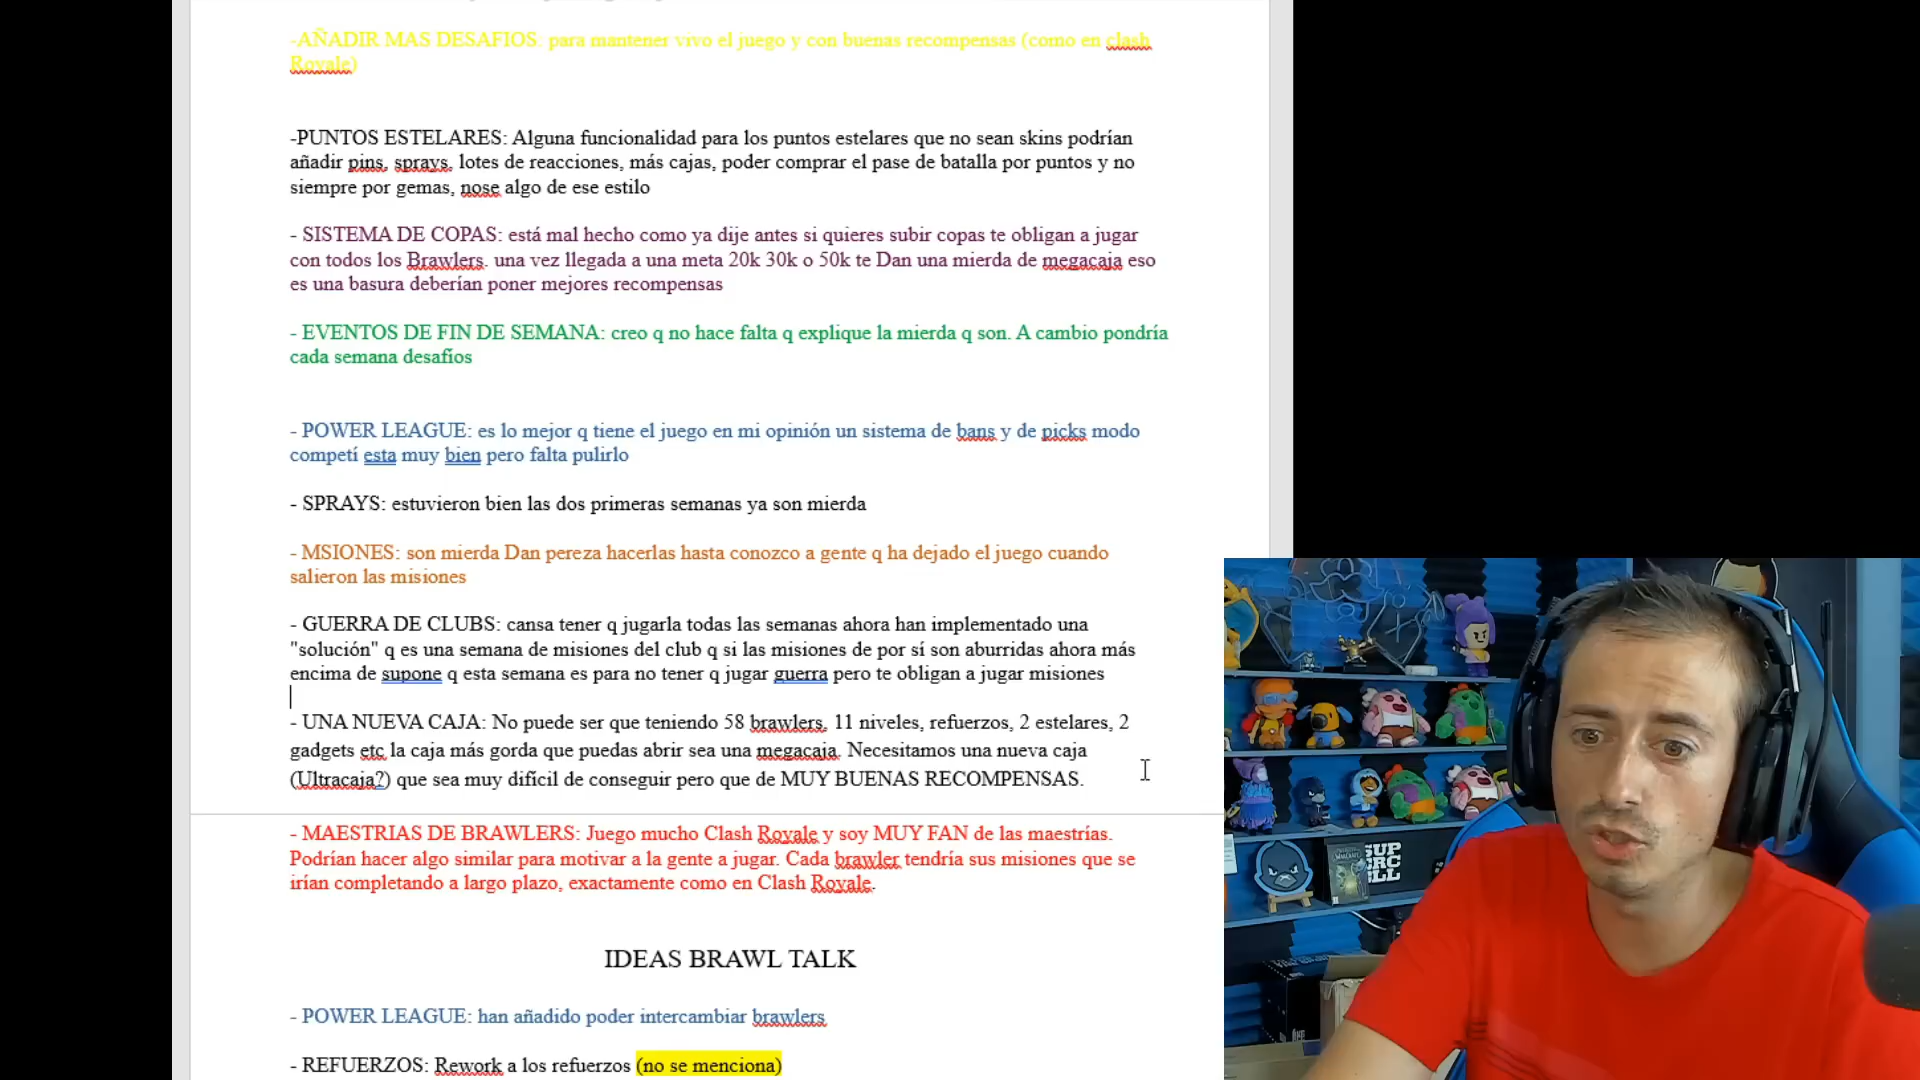 -AÑADIR MAS DESAFIOS: para mantener vivo el juego y con buenas recompensas (como en clash
Royale)
-PUNTOS ESTELARES: Alguna funcionalidad para los puntos estelares que no sean skins podrían
añadir pins, sprays, lotes de reacciones, más cajas, poder comprar el pase de batalla por puntos y no
siempre por gemas, nose algo de ese estilo
- SISTEMA DE COPAS: está mal hecho como ya dije antes si quieres subir copas te obligan a jugar
con todos los Brawlers. una vez llegada a una meta 20k 30k o 50k te Dan una mierda de megacaja eso
es una basura deberían poner mejores recompensas
- EVENTOS DE FIN DE SEMANA: creo q no hace falta q explique la mierda q son. A cambio pondría
cada semana desafíos
- POWER LEAGUE: es lo mejor q tiene el juego en mi opinión un sistema de bans y de picks modo
competí esta muy bien pero falta pulirlo
- SPRAYS: estuvieron bien las dos primeras semanas ya son mierda
- MSIONES: son mierda Dan pereza hacerlas hasta conozco a gente q ha dejado el juego cuando
salieron las misiones
- GUERRA DE CLUBS: cansa tener q jugarla todas las semanas ahora han implementado una
"solución" q es una semana de misiones del club q si las misiones de por sí son aburridas ahora más
encima de supone q esta semana es para no tener q jugar guerra pero te obligan a jugar misiones
- UNA NUEVA CAJA: No puede ser que teniendo 58 brawlers, 11 niveles, refuerzos, 2 estelares, 2
gadgets etc la caja más gorda que puedas abrir sea una megacaja. Necesitamos una nueva caja
(Ultracaja?) que sea muy difícil de conseguir pero que de MUY BUENAS RECOMPENSAS.
- MAESTRIAS DE BRAWLERS: Juego mucho Clash Royale y soy MUY FAN de las maestrías.
Podrían hacer algo similar para motivar a la gente a jugar. Cada brawler tendría sus misiones que se
irían completando a largo plazo, exactamente como en Clash Royale.
IDEAS BRAWL TALK
- POWER LEAGUE: han añadido poder intercambiar brawlers
- REFUERZOS: Rework a los refuerzos (no se menciona)
SUP
ERC
ELL